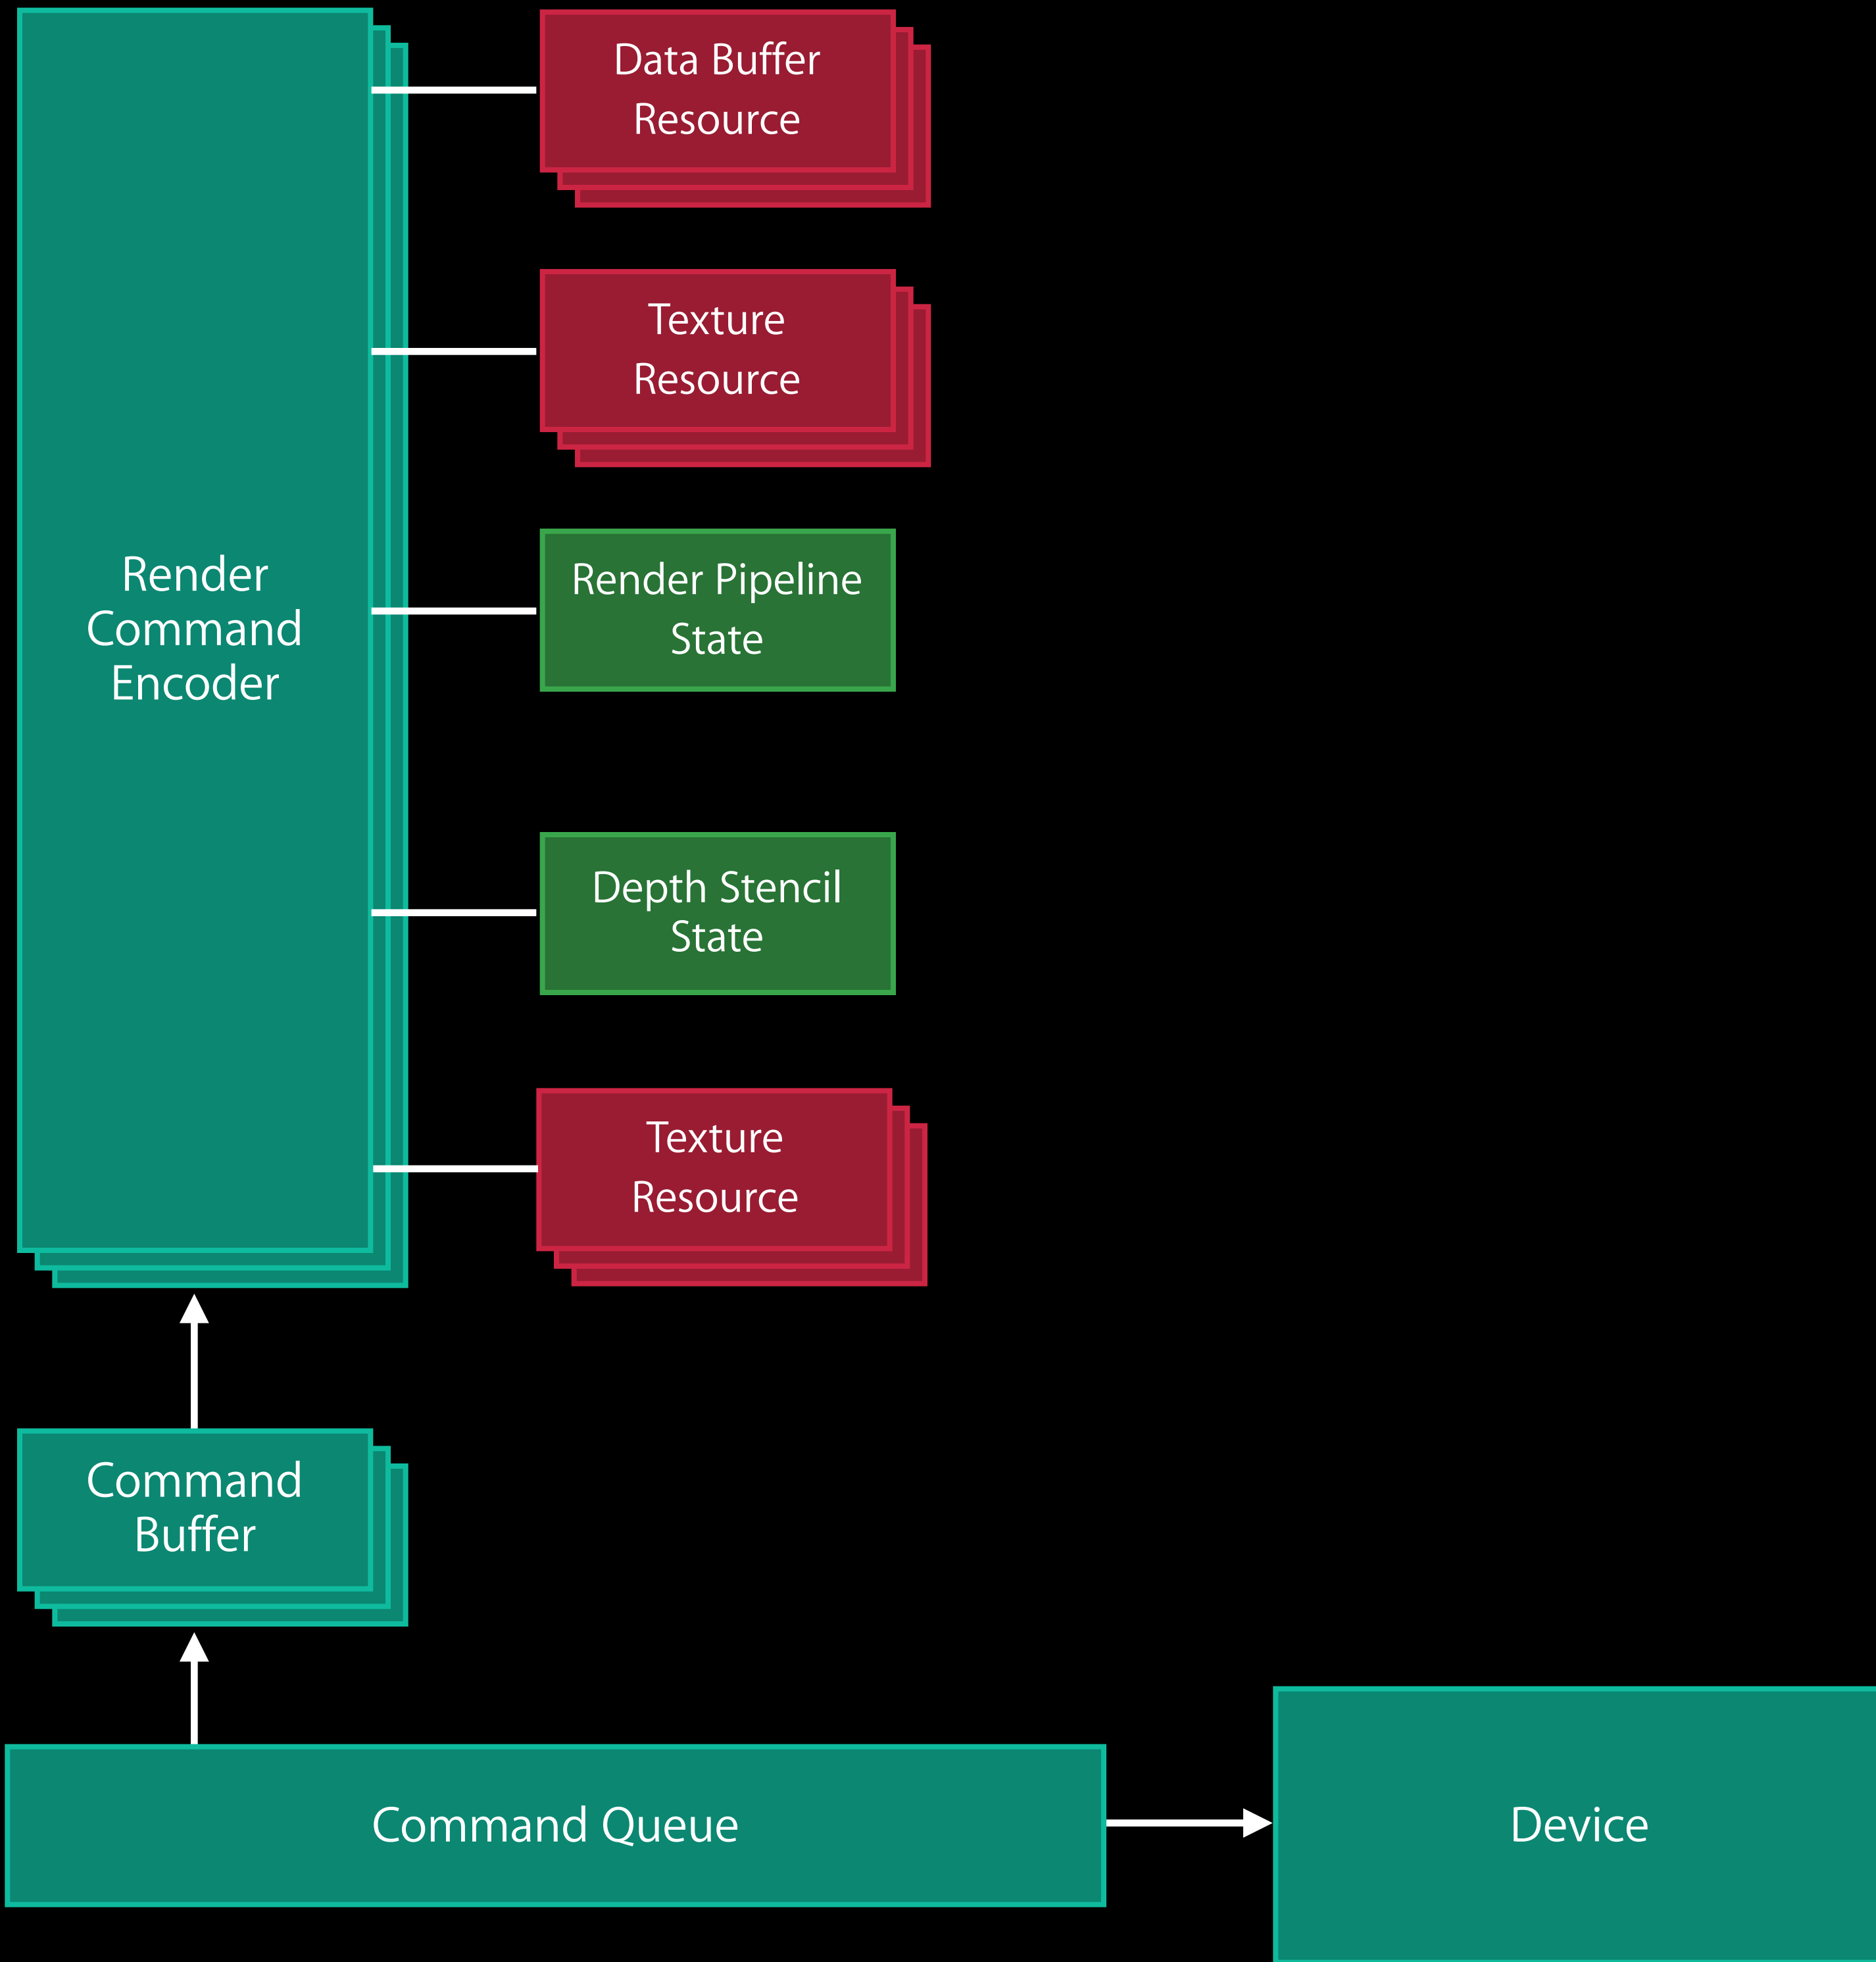 Data Buffer
Resource
Texture
Resource
Render
Command
Encoder
Render Pipeline
State
Depth Stencil
State
Texture
Resource
Command
Buffer
Command Queue
Device